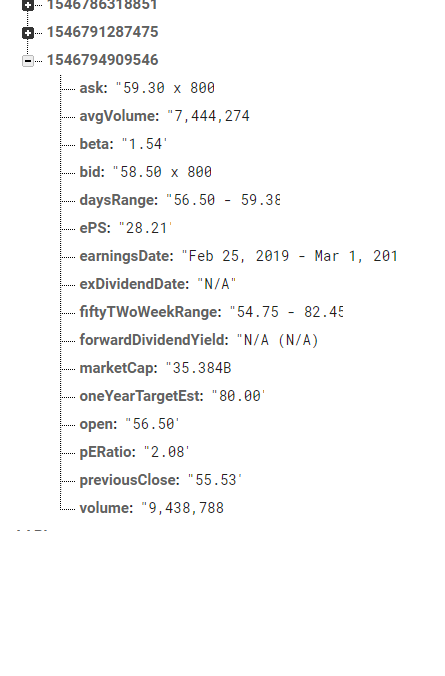 1546786318851
1546791287475
1546794909546
ask: "59.30 x 800
avgVolume: "7,444,274
beta: "1.54"
bid: "58.50 x 800
daysRange: "56.50 - 59.38
ePS: "28.21"
earningsDate: "Feb 25, 2019 - Mar 1, 201
exDividendDate: "N/A"
fiftyTWoWeekRange: "54.75 - 82.45
forwardDividendYield: "N/A (N/A)
marketCap: "35.384B
oneYearTargetEst: "80.00"
open: "56.50"
pERatio: "2.08"
previousClose: "55.53"
volume: "9,438,788